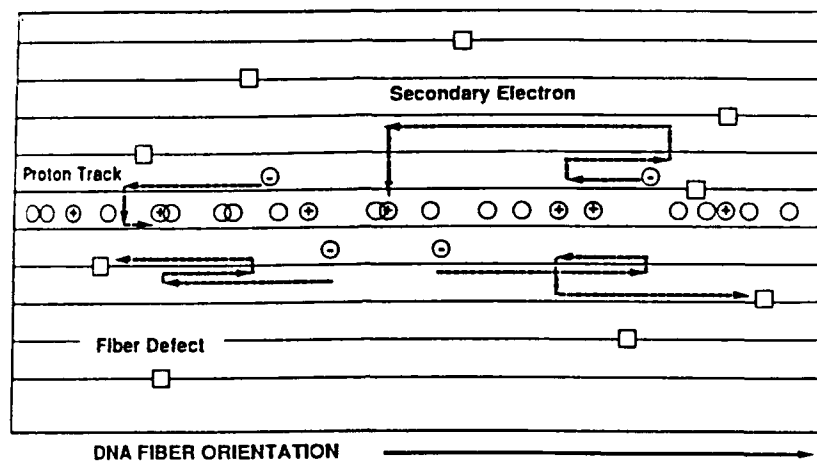 Secondary Electron
Proton Track
Fiber Defect
DNA FIBER ORIENTATION